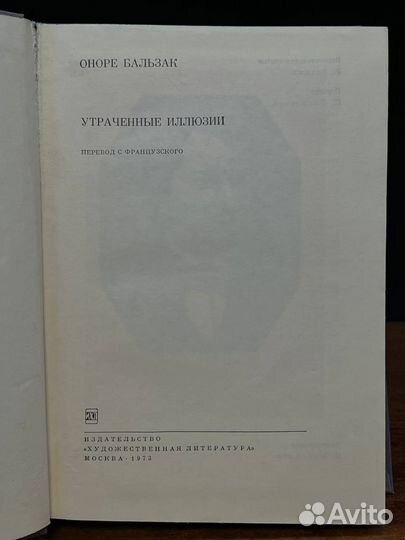 ОНОРЕ БАЛЬЗАК
УТРАЧЕННЫЕ ИЛЛЮЗИИ
ПЕРЕВОД С ФРАНЦУЗСКОГО
ИЗДАТЕЛЬСТВО
«ХУДОЖЕСТВЕННАЯ ЛИТЕРАТУРА»
МОСКВА · 1973
Avito